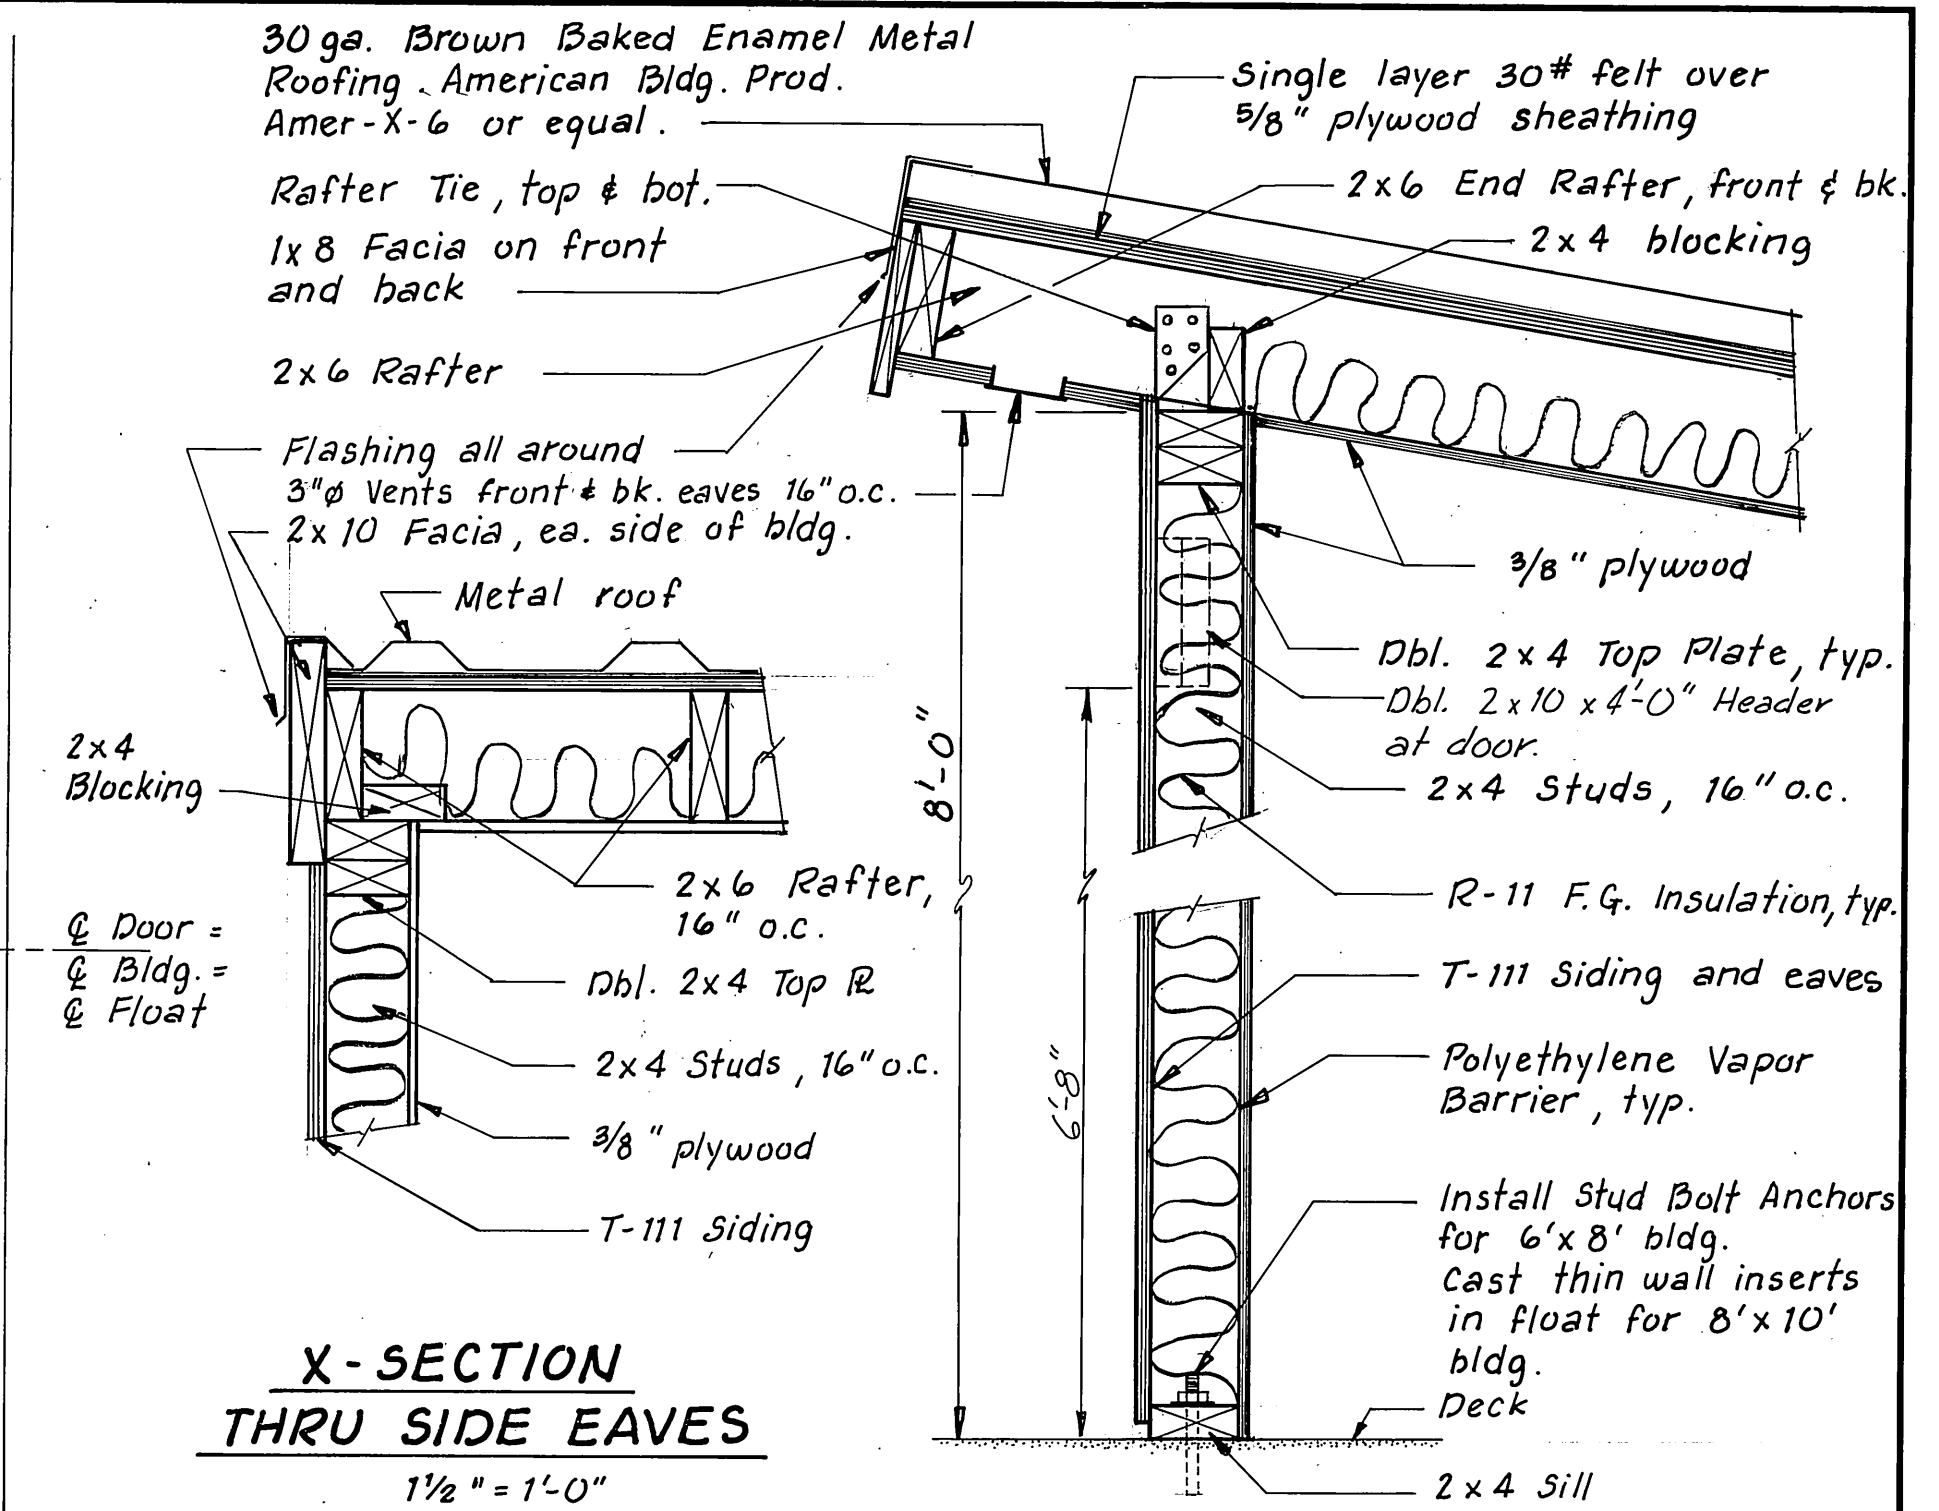 30 ga. Brown Baked Enamel Metal
Roofing. American Bldg. Prod.
Amer-X-6 or equal.
Rafter Tie, top & bot.
1x8 Facia on front
and back
2x6 Rafter
Flashing all around
3"ø Vents front & bk. eaves 16" o.c.
2x10 Facia, ea. side of bldg.
Metal roof
2x4
Blocking
2x6 Rafter,
16" o.c.
℄ Door =
℄ Bldg. =
℄ Float
Dbl. 2x4 Top ⅊
2x4 Studs, 16" o.c.
3/8" plywood
T-111 Siding
X-SECTION
THRU SIDE EAVES
1½" = 1'-0"
Single layer 30# felt over
5/8" plywood sheathing
2x6 End Rafter, front & bk.
2x4 blocking
3/8" plywood
Dbl. 2x4 Top Plate, typ.
Dbl. 2x10 x 4'-0" Header
at door.
2x4 Studs, 16" o.c.
8'-0"
6'-8"
R-11 F.G. Insulation, typ.
T-111 Siding and eaves
Polyethylene Vapor
Barrier, typ.
Install Stud Bolt Anchors
for 6'x8' bldg.
Cast thin wall inserts
in float for 8'x10'
bldg.
Deck
2x4 Sill